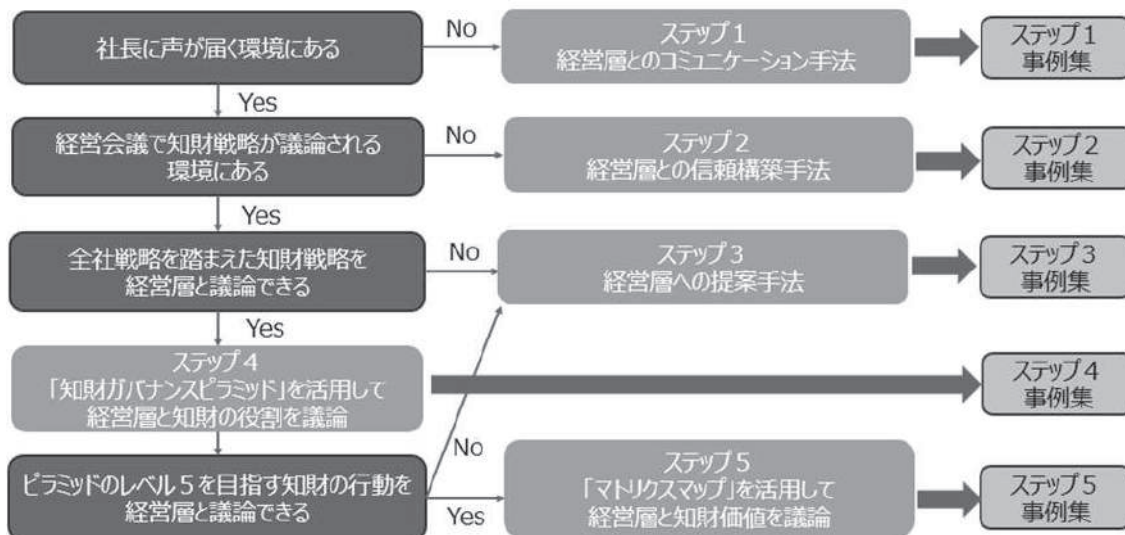 社長に声が届く環境にある
No
ステップ1
経営層とのコミュニケーション手法
ステップ1
事例集
Yes
経営会議で知財戦略が議論される
環境にある
No
ステップ2
経営層との信頼構築手法
ステップ2
事例集
Yes
全社戦略を踏まえた知財戦略を
経営層と議論できる
No
ステップ3
経営層への提案手法
ステップ3
事例集
Yes
ステップ4
「知財ガバナンスピラミッド」を活用して
経営層と知財の役割を議論
ステップ4
事例集
No
ピラミッドのレベル5を目指す知財の行動を
経営層と議論できる
Yes
ステップ5
「マトリクスマップ」を活用して
経営層と知財価値を議論
ステップ5
事例集